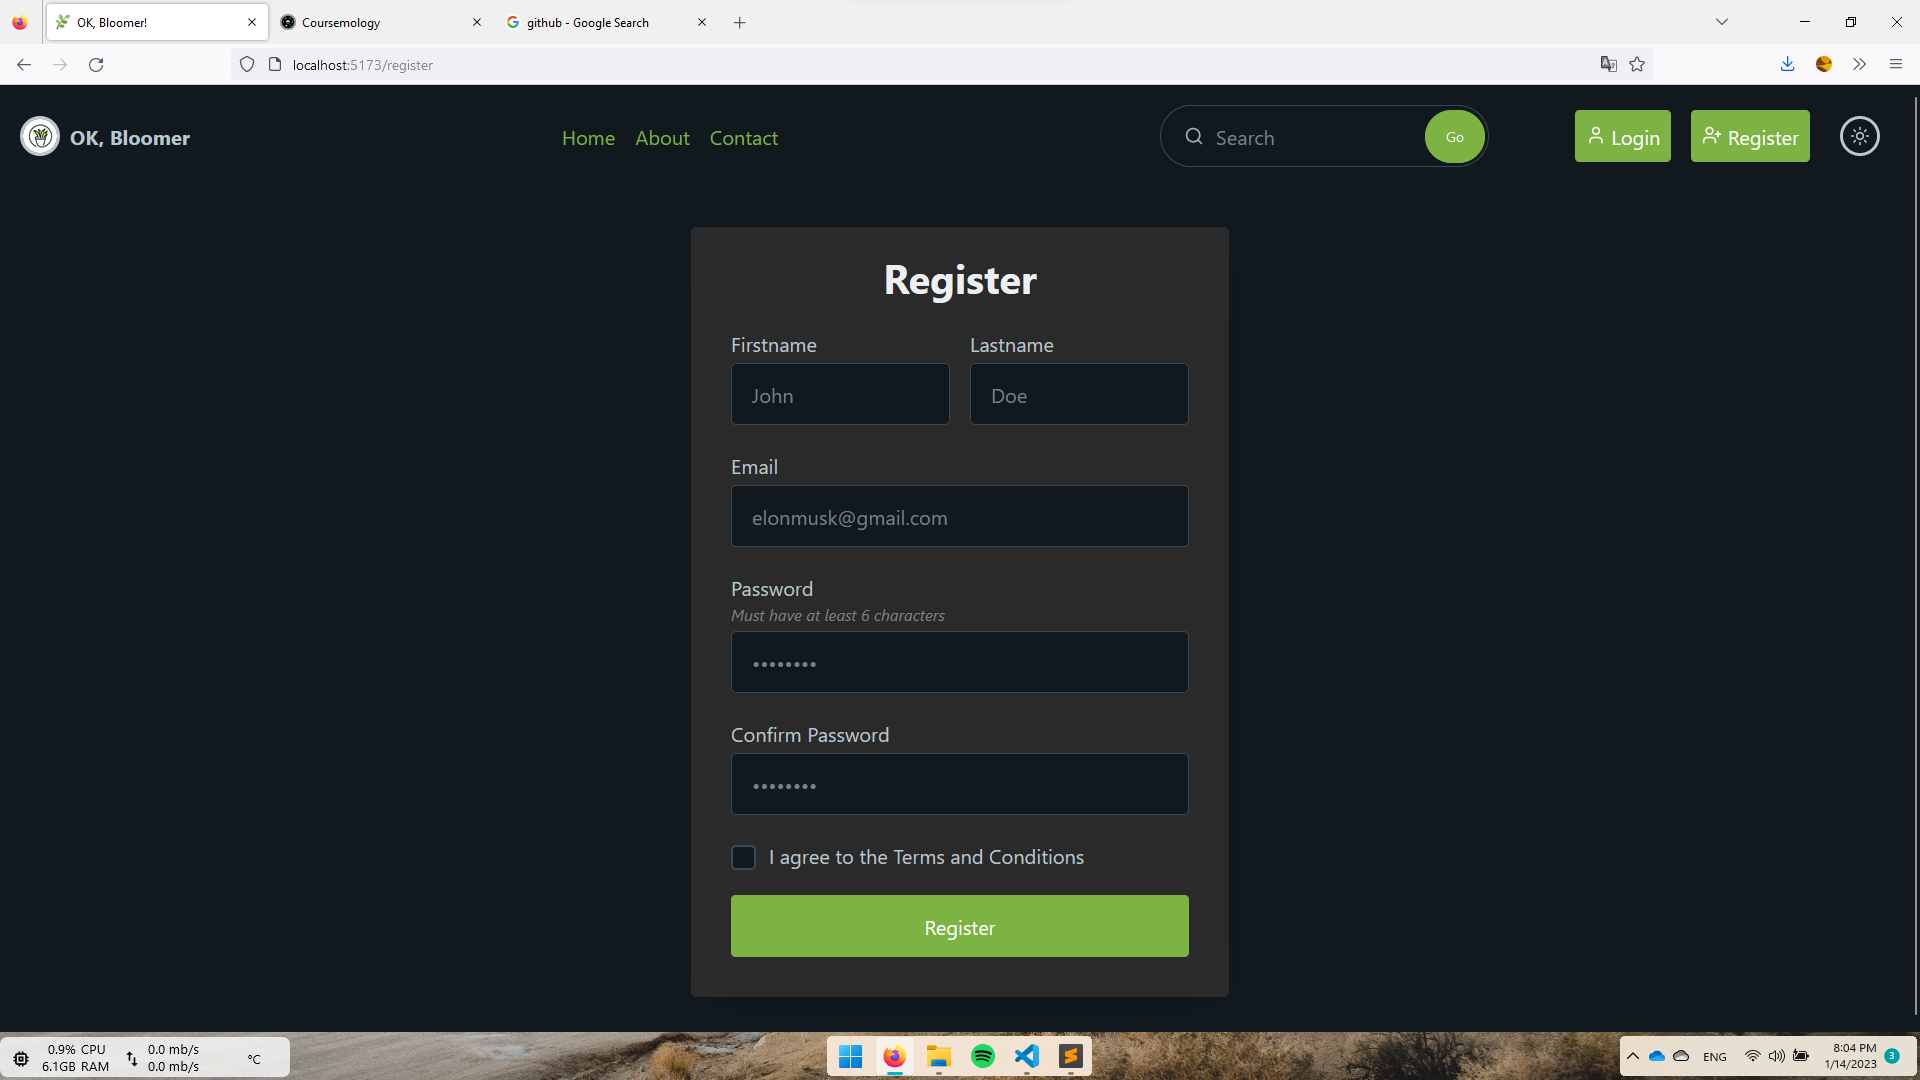 OK, Bloomer!
Coursemology
github - Google Search
localhost:5173/register
OK, Bloomer
Home About Contact
Search
Go
Login
Register
Register
Firstname Lastname
John Doe
Email
elonmusk@gmail.com
Password
Must have at least 6 characters
••••••••
Confirm Password
••••••••
I agree to the Terms and Conditions
Register
0.9% CPU 0.0 mb/s
6.1GB RAM 0.0 mb/s
°C
ENG
8:04 PM
1/14/2023
3